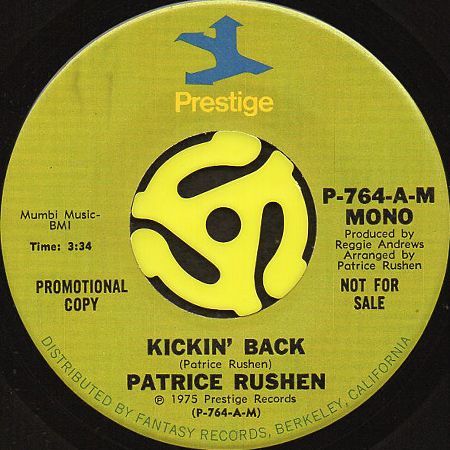 Prestige
Mumbi Music-
BMI
Time: 3:34
PROMOTIONAL
COPY
P-764-A-M
MONO
Produced by
Reggie Andrews
Arranged by
Patrice Rushen
NOT FOR
SALE
KICKIN' BACK
(Patrice Rushen)
PATRICE RUSHEN
℗ 1975 Prestige Records
(P-764-A-M)
DISTRIBUTED BY FANTASY RECORDS, BERKELEY, CALIFORNIA